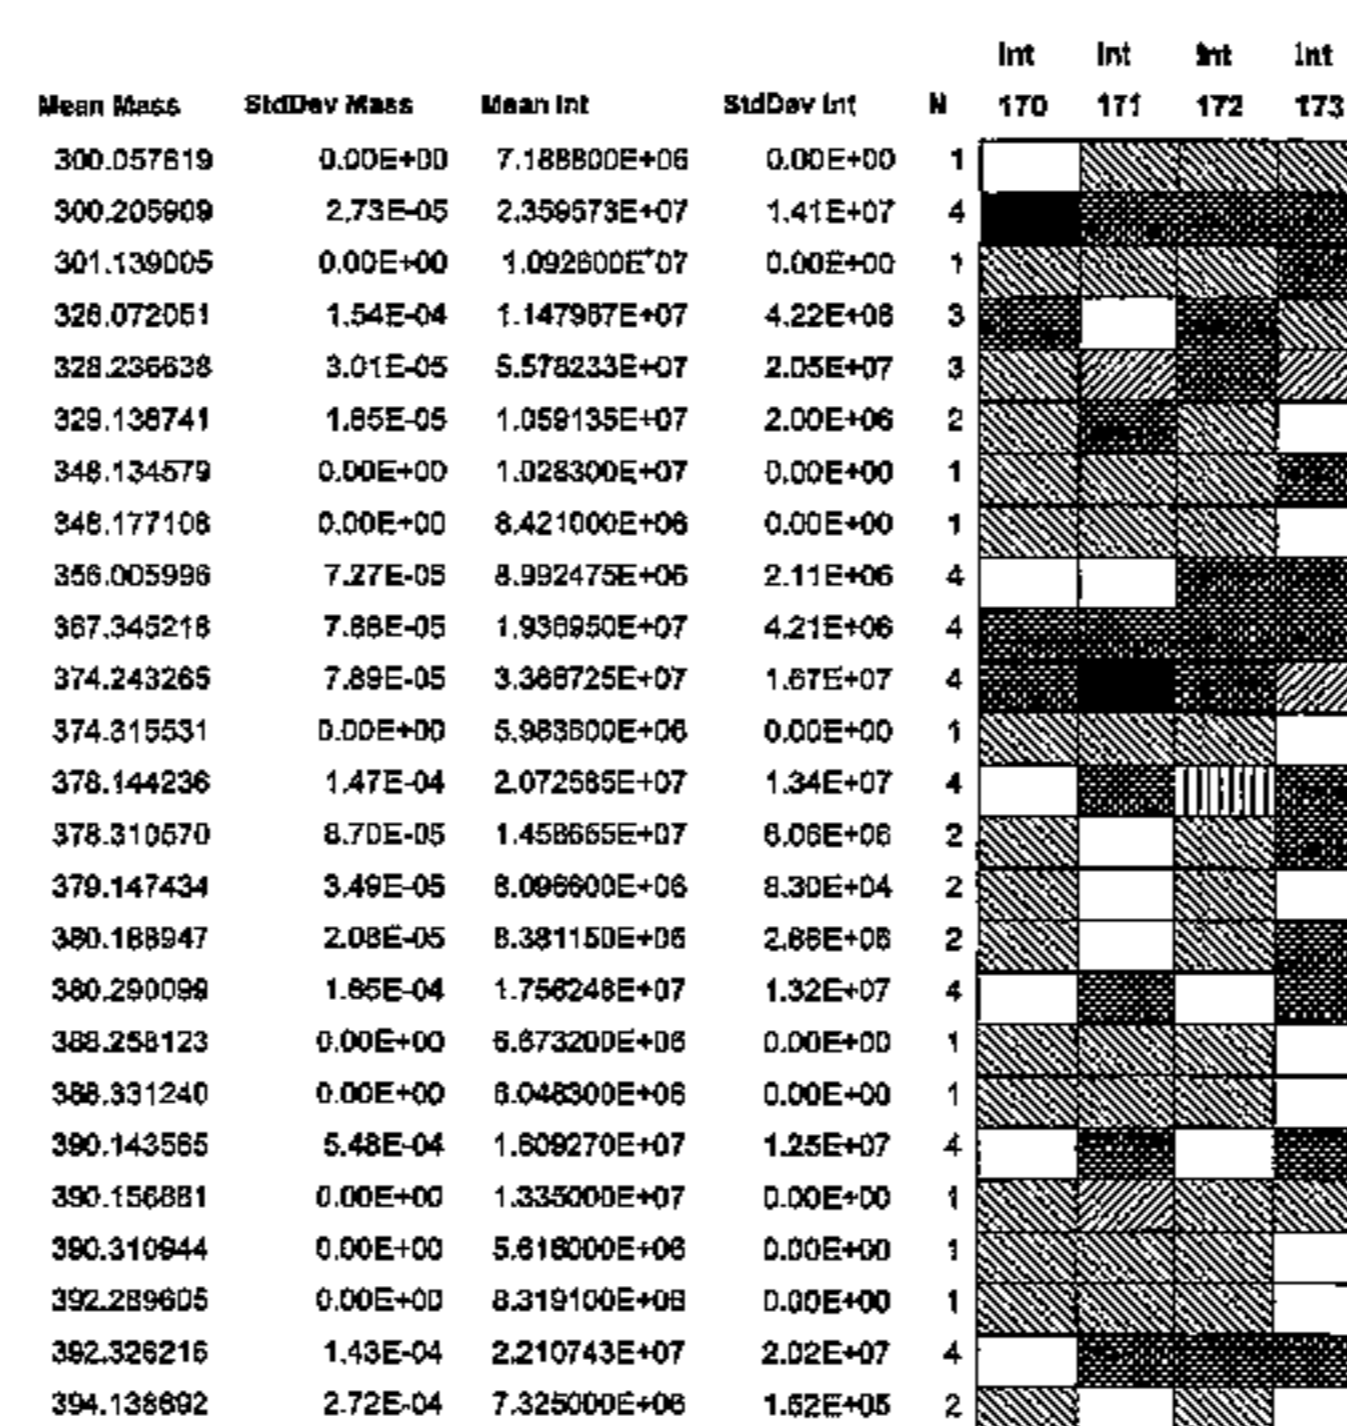 Int Int Int Int
Mean Mass StdDev Mass Mean Int StdDev Int N 170 171 172 173
300.057619 0.00E+00 7.188800E+06 0.00E+00 1
300.205909 2.73E-05 2.359573E+07 1.41E+07 4
301.139005 0.00E+00 1.092600E+07 0.00E+00 1
328.072051 1.54E-04 1.147967E+07 4.22E+06 3
328.236638 3.01E-05 5.578233E+07 2.05E+07 3
329.138741 1.65E-05 1.059135E+07 2.00E+06 2
348.134579 0.00E+00 1.028300E+07 0.00E+00 1
348.177108 0.00E+00 8.421000E+06 0.00E+00 1
356.005996 7.27E-05 8.992475E+06 2.11E+06 4
367.345218 7.88E-05 1.936950E+07 4.21E+06 4
374.243265 7.89E-05 3.386725E+07 1.67E+07 4
374.315531 0.00E+00 5.983600E+06 0.00E+00 1
378.144236 1.47E-04 2.072565E+07 1.34E+07 4
378.310570 8.70E-05 1.458665E+07 6.06E+06 2
379.147434 3.49E-05 8.096600E+06 8.30E+04 2
380.168947 2.08E-05 8.381150E+06 2.66E+06 2
380.290099 1.65E-04 1.756248E+07 1.32E+07 4
388.258123 0.00E+00 6.673200E+06 0.00E+00 1
388.331240 0.00E+00 6.048300E+06 0.00E+00 1
390.143565 5.48E-04 1.609270E+07 1.25E+07 4
390.156881 0.00E+00 1.335000E+07 0.00E+00 1
390.310944 0.00E+00 5.618000E+06 0.00E+00 1
392.289605 0.00E+00 8.319100E+06 0.00E+00 1
392.326216 1.43E-04 2.210743E+07 2.02E+07 4
394.138692 2.72E-04 7.325000E+06 1.62E+05 2